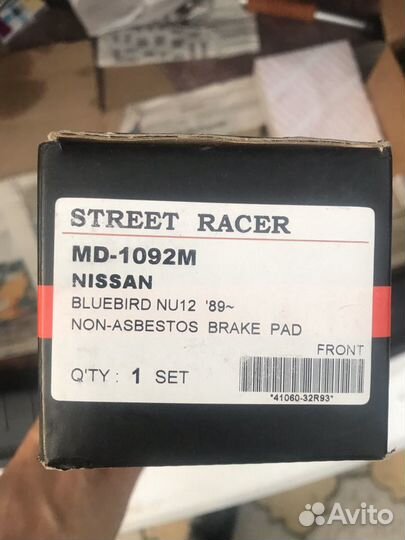 STREET RACER
MD-1092M
NISSAN
BLUEBIRD NU12 '89~
NON-ASBESTOS BRAKE PAD
FRONT
Q'TY : 1 SET
*41060-32R93*
Avito